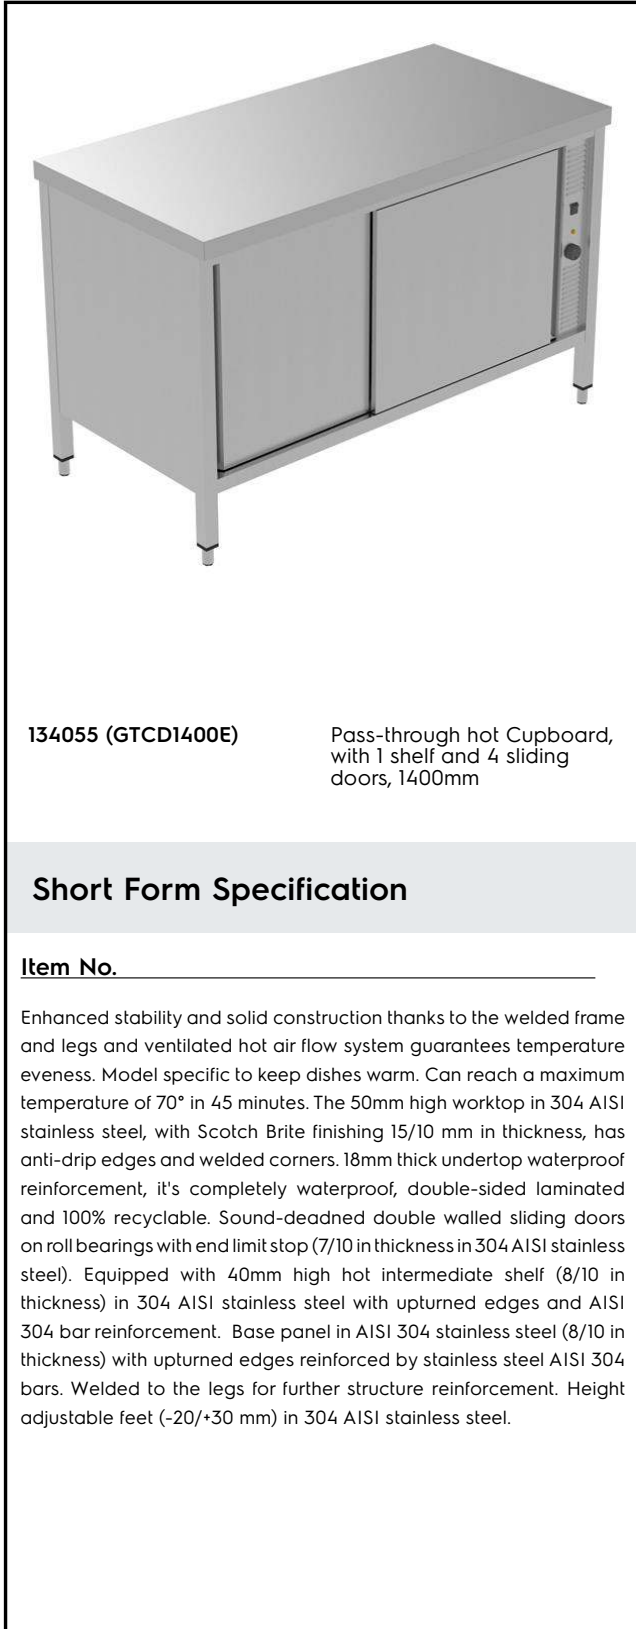 134055 (GTCD1400E)
Pass-through hot Cupboard,
with 1 shelf and 4 sliding
doors, 1400mm
Short Form Specification
Item No.
Enhanced stability and solid construction thanks to the welded frame
and legs and ventilated hot air flow system guarantees temperature
eveness. Model specific to keep dishes warm. Can reach a maximum
temperature of 70° in 45 minutes. The 50mm high worktop in 304 AISI
stainless steel, with Scotch Brite finishing 15/10 mm in thickness, has
anti-drip edges and welded corners. 18mm thick undertop waterproof
reinforcement, it's completely waterproof, double-sided laminated
and 100% recyclable. Sound-deadned double walled sliding doors
on roll bearings with end limit stop (7/10 in thickness in 304 AISI stainless
steel). Equipped with 40mm high hot intermediate shelf (8/10 in
thickness) in 304 AISI stainless steel with upturned edges and AISI
304 bar reinforcement. Base panel in AISI 304 stainless steel (8/10 in
thickness) with upturned edges reinforced by stainless steel AISI 304
bars. Welded to the legs for further structure reinforcement. Height
adjustable feet (-20/+30 mm) in 304 AISI stainless steel.